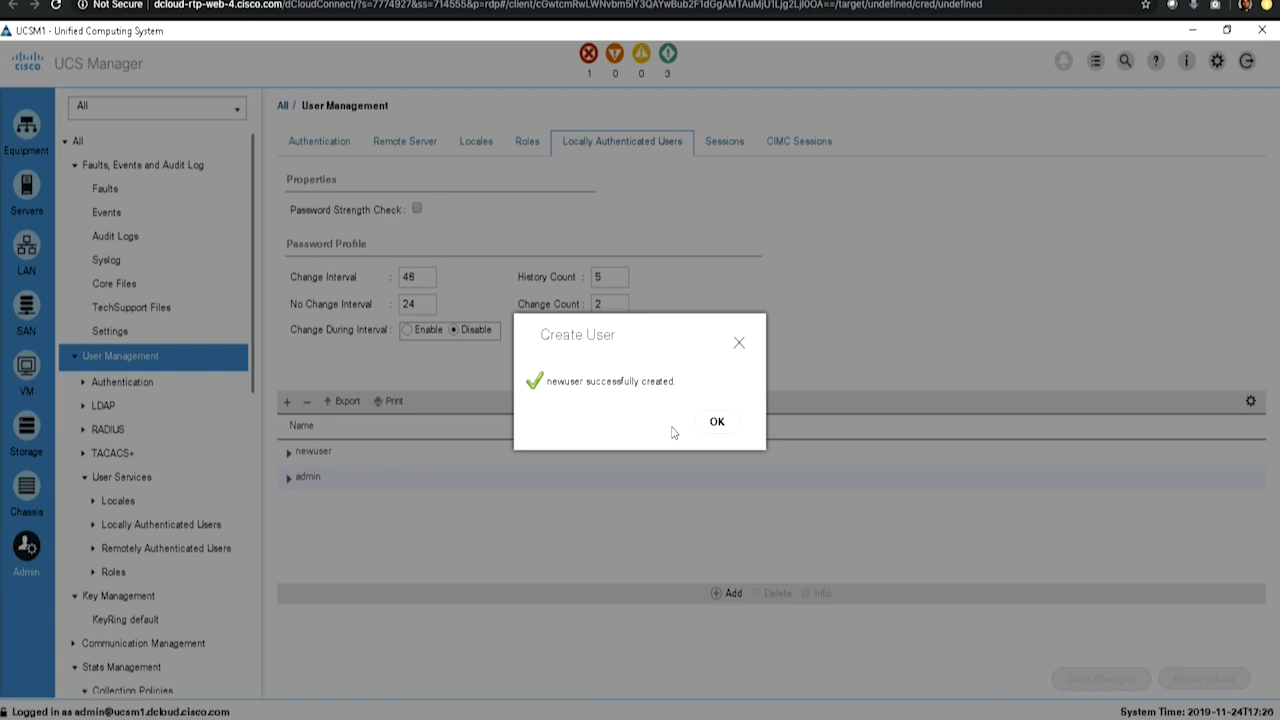 Not Secure dcloud-rtp-web-4.cisco.com/dCloudConnect/?s=7774927&ss=714555&p=rdp#/client/
UCSM1 - Unified Computing System
CISCO UCS Manager
1 0 0 3
All
All / User Management
Authentication Remote Server Locales Roles Locally Authenticated Users Sessions CIMC Sessions
Properties
Password Strength Check :
Password Profile
Change Interval : 48 History Count : 5
No Change Interval : 24 Change Count : 2
Change During Interval : Enable Disable
Create User
newuser successfully created.
OK
+ − Export Print
Name
newuser
admin
Add Delete Info
Save Changes Reset Values
Equipment
Servers
LAN
SAN
VM
Storage
Chassis
Admin
All
Faults, Events and Audit Log
Faults
Events
Audit Logs
Syslog
Core Files
TechSupport Files
Settings
User Management
Authentication
LDAP
RADIUS
TACACS+
User Services
Locales
Locally Authenticated Users
Remotely Authenticated Users
Roles
Key Management
KeyRing default
Communication Management
Stats Management
Collection Policies
Logged in as admin@ucsm1.dcloud.cisco.com
System Time: 2019-11-24T17:26